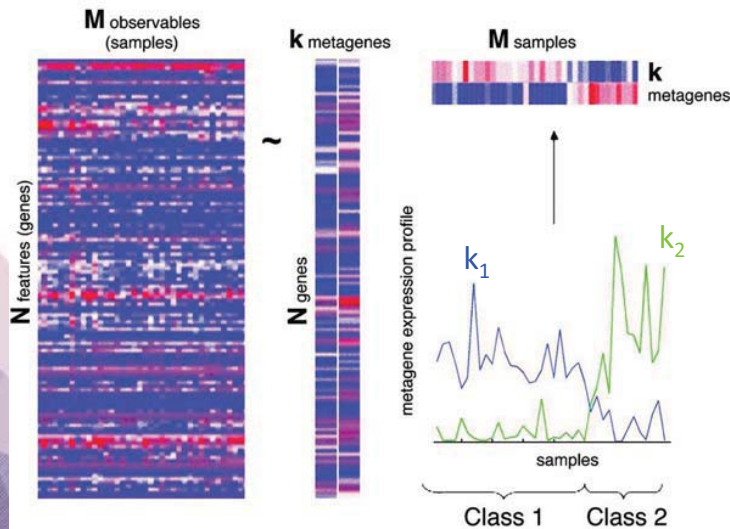 M observables
(samples)
N features (genes)
~
k metagenes
N genes
M samples
k
metagenes
metagene expression profile
k₁
k₂
samples
Class 1
Class 2